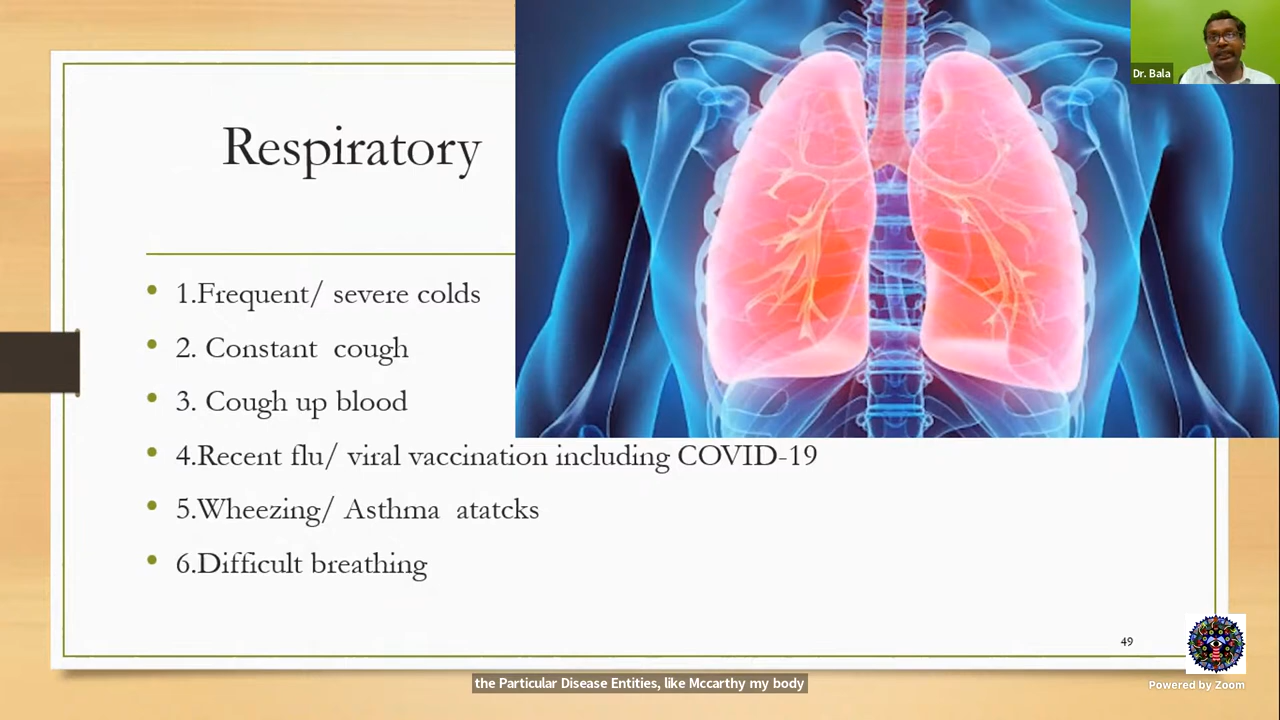 Dr. Bala
Respiratory
1.Frequent/ severe colds
2. Constant cough
3. Cough up blood
4.Recent flu/ viral vaccination including COVID-19
5.Wheezing/ Asthma atatcks
6.Difficult breathing
49
the Particular Disease Entities, like Mccarthy my body
Powered by Zoom